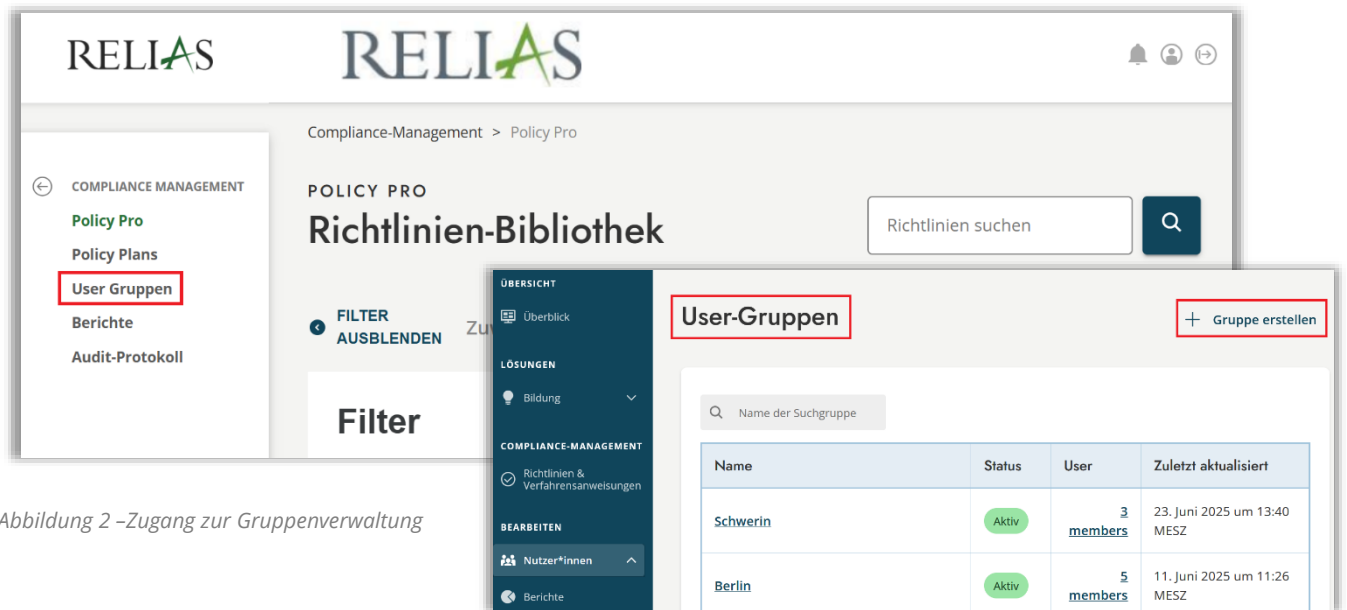 RELIAS
RELIAS
Compliance-Management > Policy Pro
COMPLIANCE MANAGEMENT
Policy Pro
Policy Plans
User Gruppen
Berichte
Audit-Protokoll
POLICY PRO
Richtlinien-Bibliothek
Richtlinien suchen
FILTER
AUSBLENDEN
Filter
ÜBERSICHT
Überblick
LÖSUNGEN
Bildung
COMPLIANCE-MANAGEMENT
Richtlinien &
Verfahrensanweisungen
BEARBEITEN
Nutzer*innen
Berichte
User-Gruppen
+ Gruppe erstellen
Name der Suchgruppe
Name Status User Zuletzt aktualisiert
Schwerin Aktiv 3 members 23. Juni 2025 um 13:40 MESZ
Berlin Aktiv 5 members 11. Juni 2025 um 11:26 MESZ
Abbildung 2 –Zugang zur Gruppenverwaltung